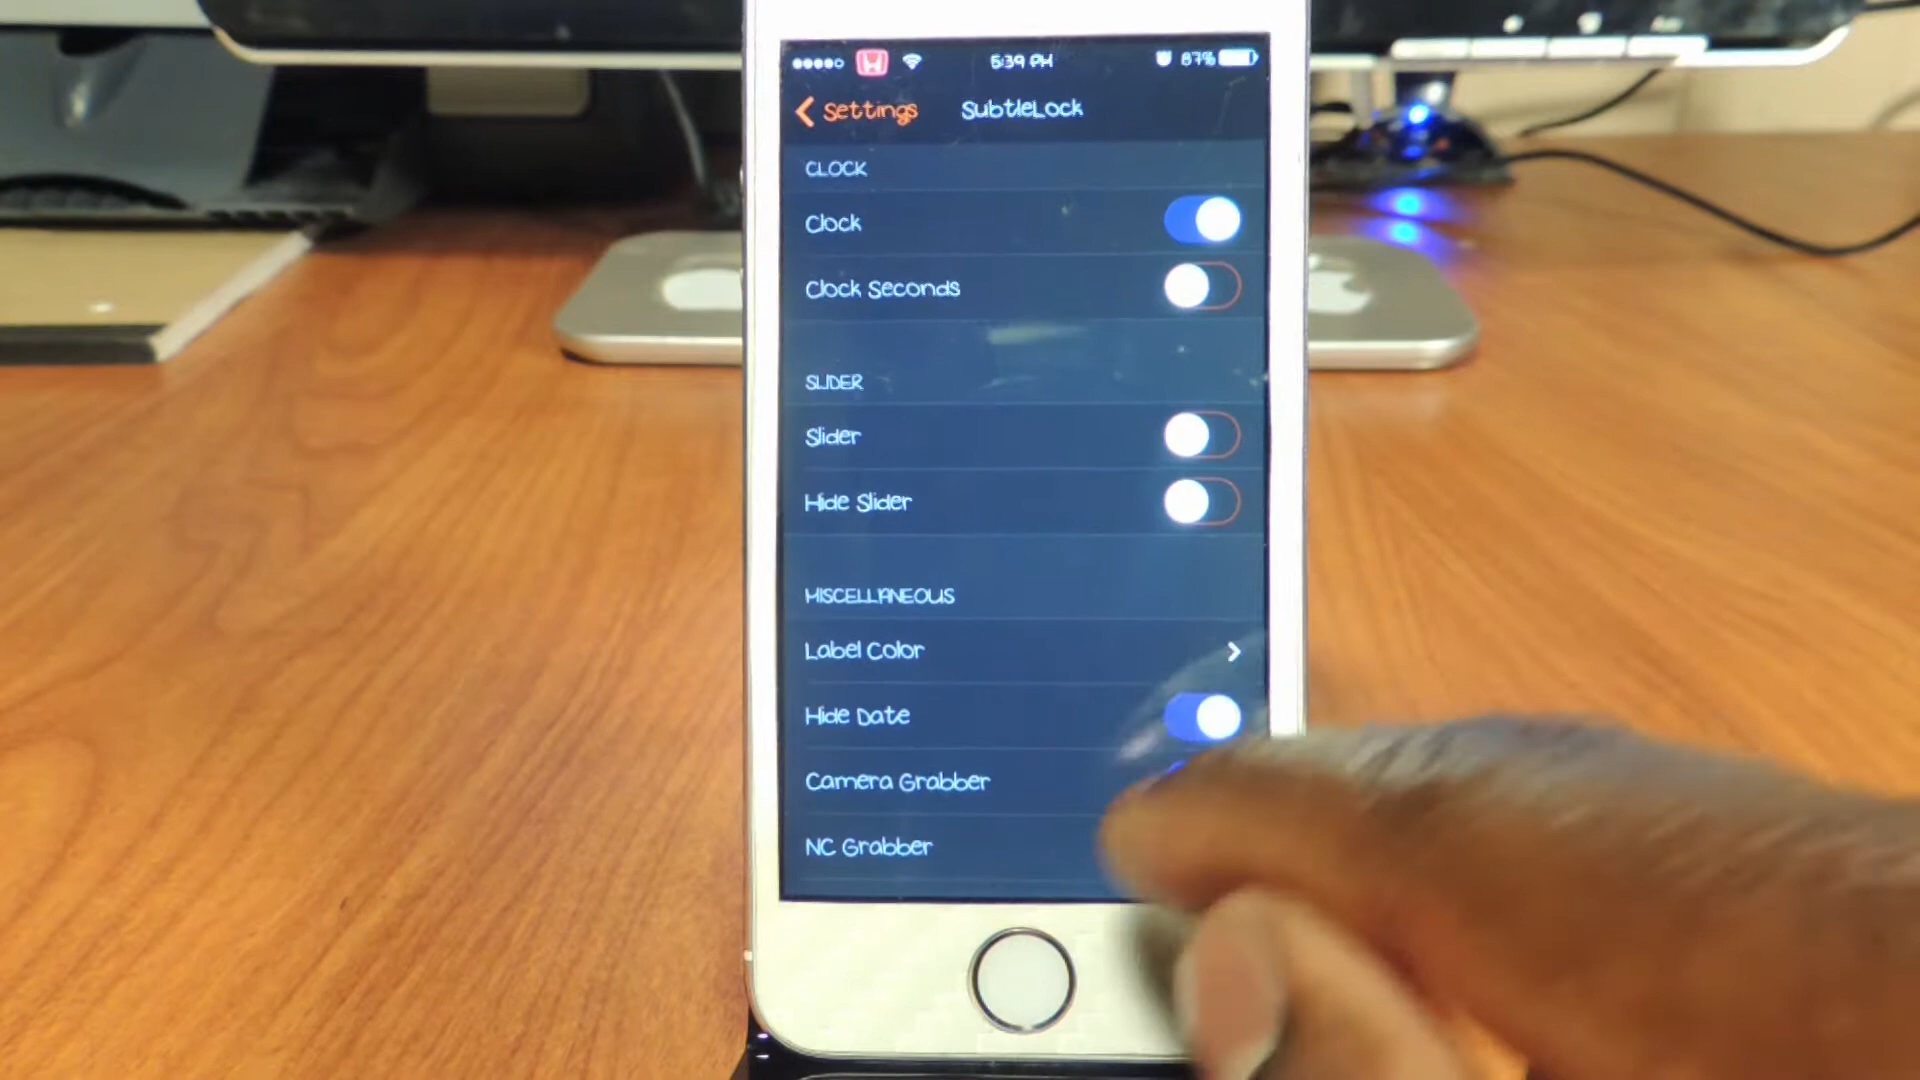 5:39 PM 87%
Settings SubtleLock
CLOCK
Clock
Clock Seconds
SLIDER
Slider
Hide Slider
MISCELLANEOUS
Label Color
Hide Date
Camera Grabber
NC Grabber